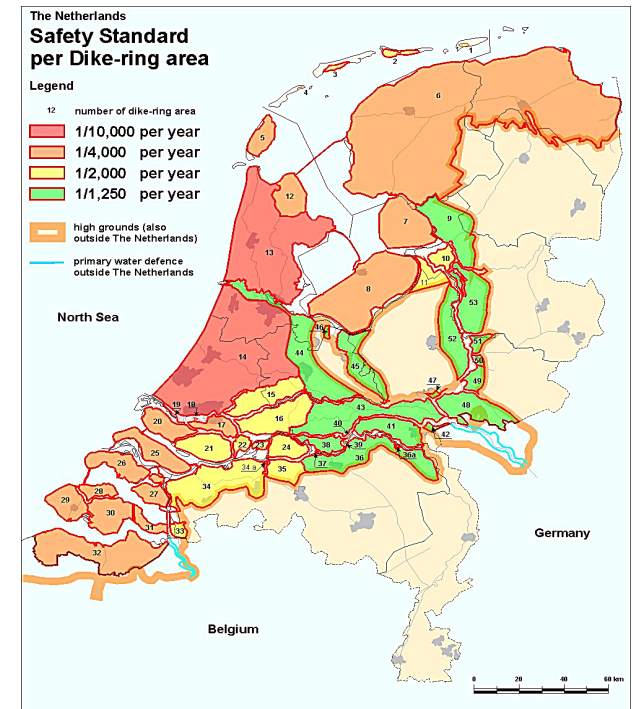 The Netherlands
Safety Standard
per Dike-ring area
Legend
12 number of dike-ring area
1/10,000 per year
1/4,000 per year
1/2,000 per year
1/1,250 per year
high grounds (also
outside The Netherlands)
primary water defence
outside The Netherlands
1
2
3
4
5
6
12
7
9
13
10
11
8
53
North Sea
46
52
51
14
44
45
50
49
47
15
19 18
48
16
43
20
17
40
41
42
25
21
22
23
24
38
39
36a
26
34 a
35
37
36
34
29
28
27
30
31
33
32
Germany
Belgium
0 20 40 60 km